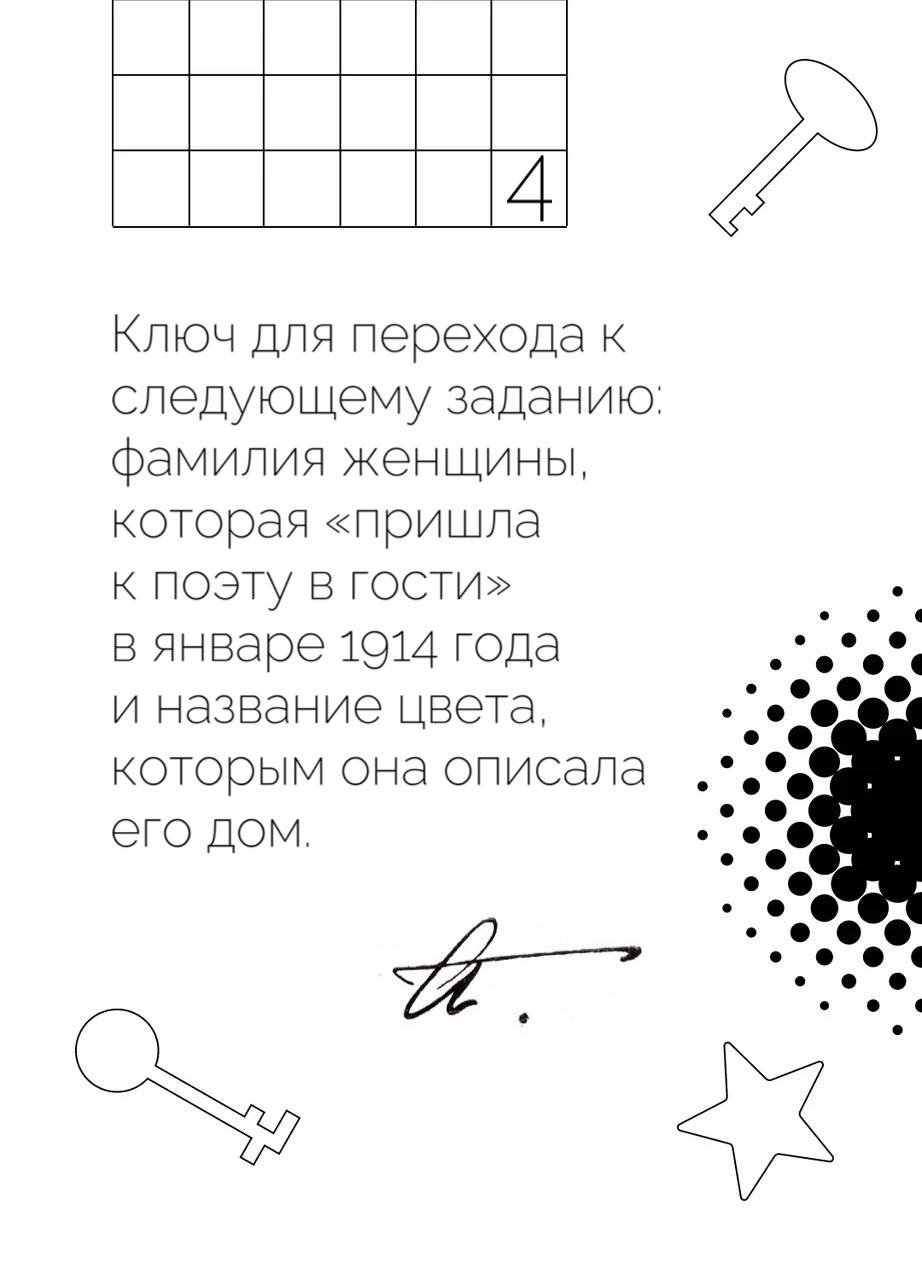 4
Ключ для перехода к
следующему заданию:
фамилия женщины,
которая «пришла
к поэту в гости»
в январе 1914 года
и название цвета,
которым она описала
его дом.